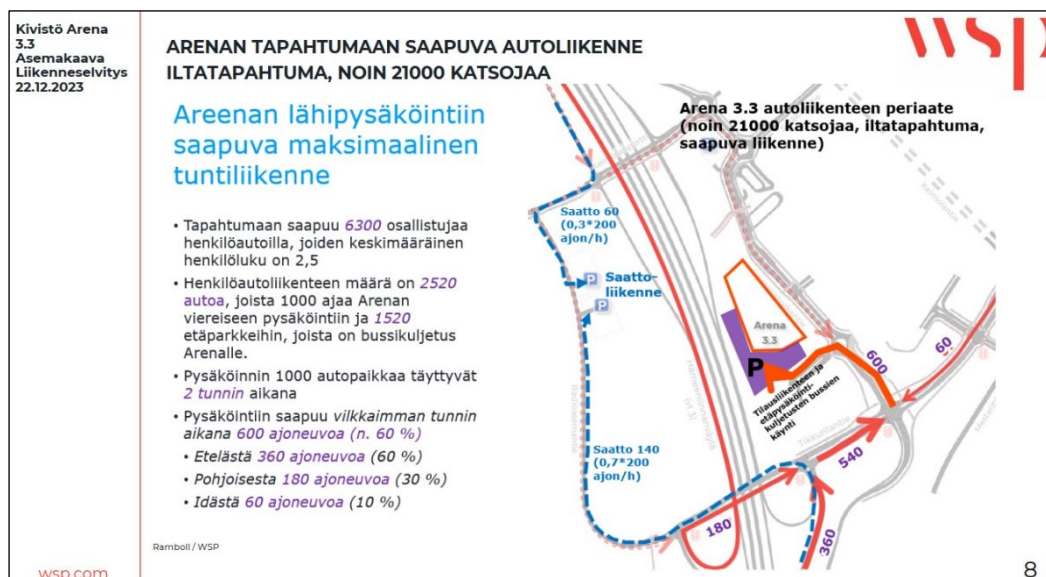 Kivistö Arena
3.3
Asemakaava
Liikenneselvitys
22.12.2023
ARENAN TAPAHTUMAAN SAAPUVA AUTOLIIKENNE
ILTATAPAHTUMA, NOIN 21000 KATSOJAA
wsp
Areenan lähipysäköintiin
saapuva maksimaalinen
tuntiliikenne
• Tapahtumaan saapuu 6300 osallistujaa
henkilöautoilla, joiden keskimääräinen
henkilöluku on 2,5
• Henkilöautoliikenteen määrä on 2520
autoa, joista 1000 ajaa Arenan
viereiseen pysäköintiin ja 1520
etäparkkeihin, joista on bussikuljetus
Arenalle.
• Pysäköinnin 1000 autopaikkaa täyttyvät
2 tunnin aikana
• Pysäköintiin saapuu vilkkaimman tunnin
aikana 600 ajoneuvoa (n. 60 %)
• Etelästä 360 ajoneuvoa (60 %)
• Pohjoisesta 180 ajoneuvoa (30 %)
• Idästä 60 ajoneuvoa (10 %)
Arena 3.3 autoliikenteen periaate
(noin 21000 katsojaa, iltatapahtuma,
saapuva liikenne)
Saatto 60
(0,3*200
ajon/h)
P
Saatto-
liikenne
P
Arena
3.3
P
Tilausliikenteen ja
etäpysäköinti-
kuljetusten bussien
käynti
600
60
Hämeenlinnanväylä
(vt 3)
Tikkurilantie
540
Saatto 140
(0,7*200
ajon/h)
180
360
Ramboll / WSP
wsp.com
8